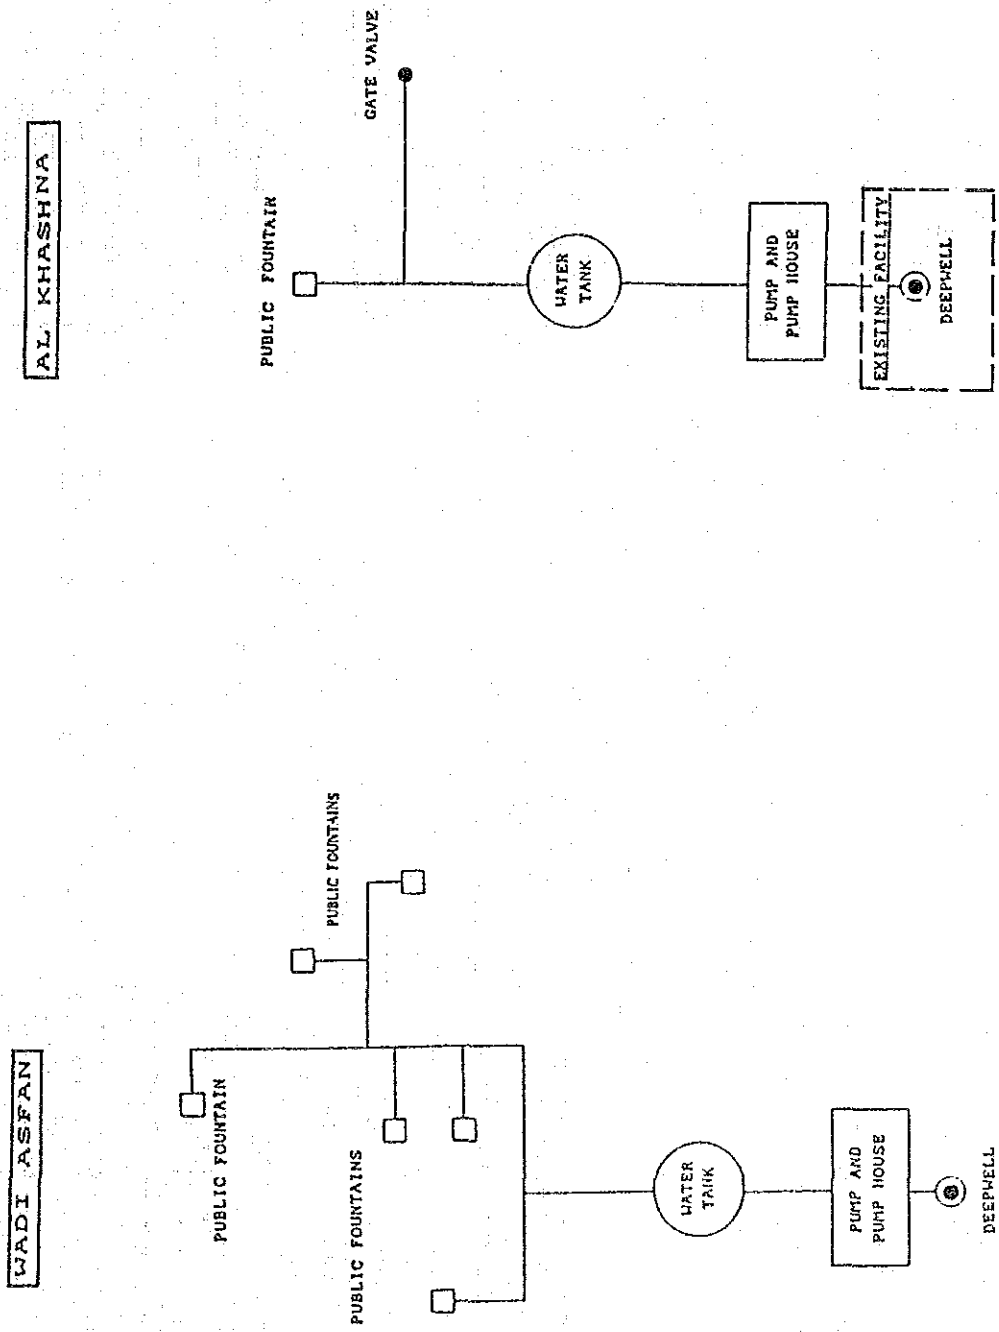 WADI ASFAN
PUBLIC FOUNTAIN
PUBLIC FOUNTAINS
PUBLIC FOUNTAINS
WATER
TANK
PUMP AND
PUMP HOUSE
DEEPWELL
AL KHASHNA
PUBLIC FOUNTAIN
GATE VALVE
WATER
TANK
PUMP AND
PUMP HOUSE
EXISTING FACILITY
DEEPWELL